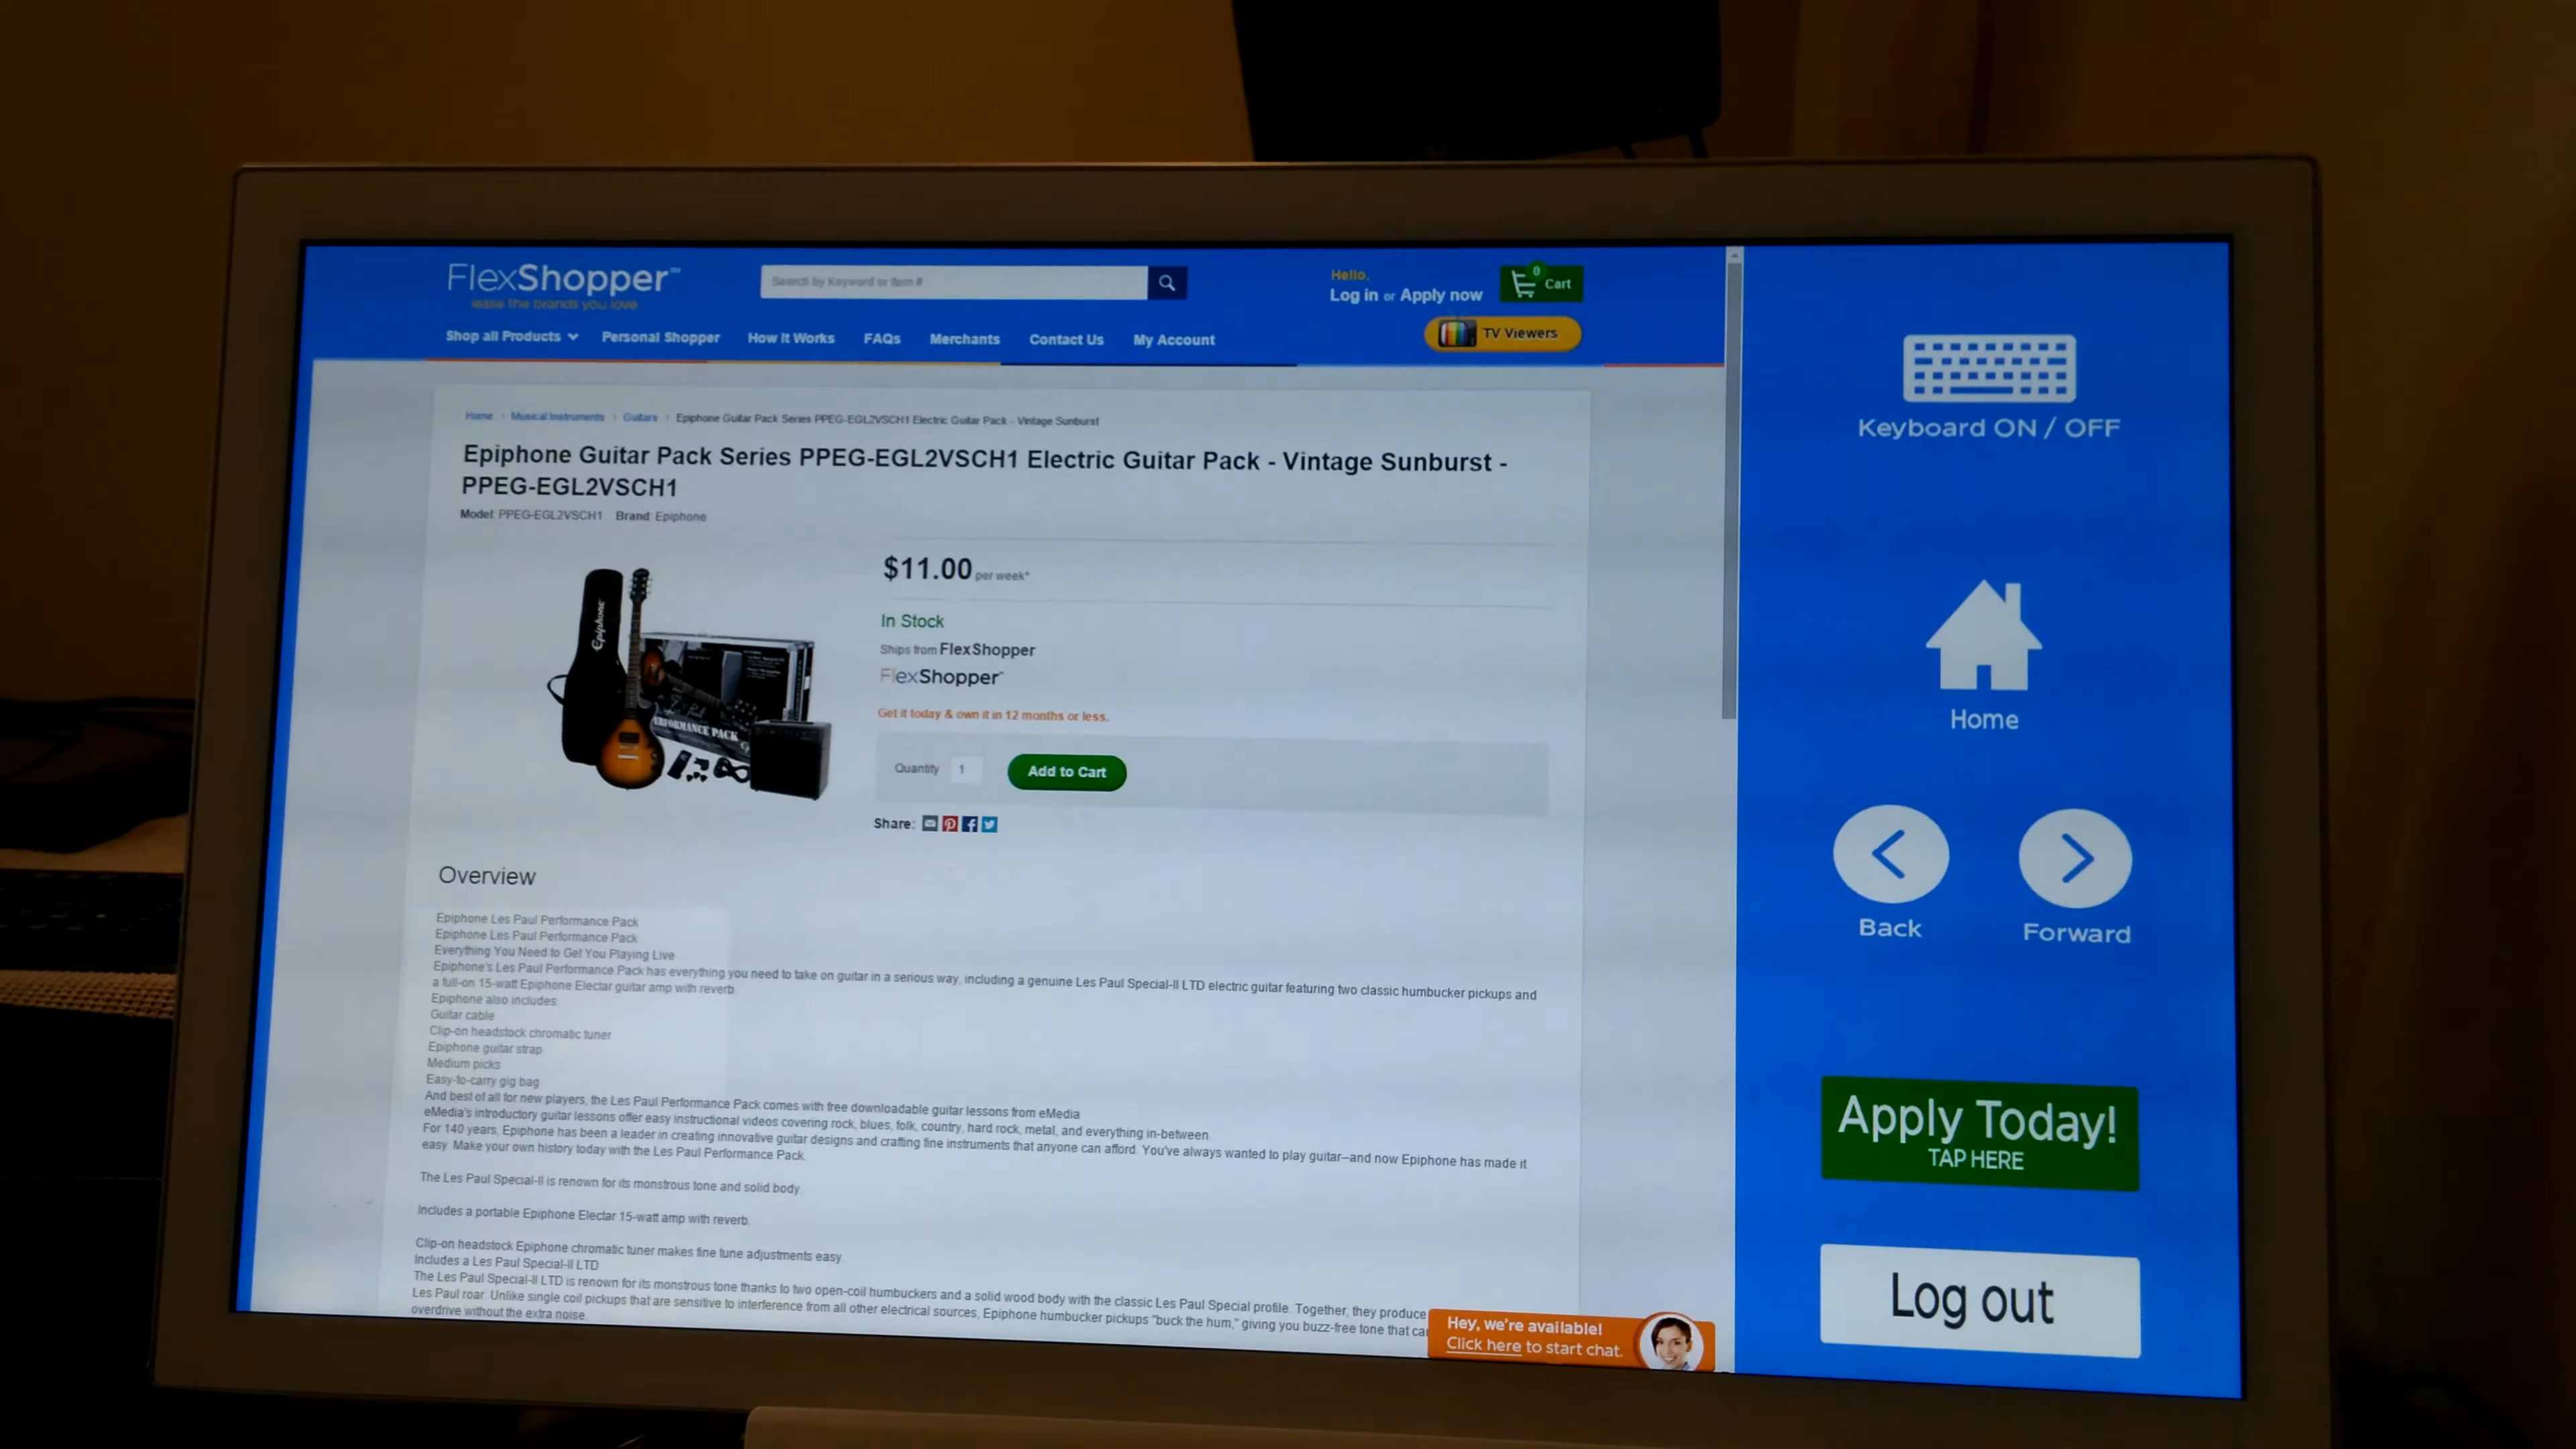 FlexShopper℠
lease the brands you love
Search by Keyword or Item #
Hello.
Log in or Apply now
0
Cart
Shop all Products
Personal Shopper
How It Works
FAQs
Merchants
Contact Us
My Account
TV Viewers
Home > Musical Instruments > Guitars > Epiphone Guitar Pack Series PPEG-EGL2VSCH1 Electric Guitar Pack - Vintage Sunburst
Epiphone Guitar Pack Series PPEG-EGL2VSCH1 Electric Guitar Pack - Vintage Sunburst -
PPEG-EGL2VSCH1
Model: PPEG-EGL2VSCH1 Brand: Epiphone
Epiphone
PERFORMANCE PACK
$11.00 per week*
In Stock
Ships from FlexShopper
FlexShopper
Get it today & own it in 12 months or less.
Quantity 1
Add to Cart
Share:
Overview
Epiphone Les Paul Performance Pack
Epiphone Les Paul Performance Pack
Everything You Need to Get You Playing Live
Epiphone's Les Paul Performance Pack has everything you need to take on guitar in a serious way, including a genuine Les Paul Special-II LTD electric guitar featuring two classic humbucker pickups and
a full-on 15-watt Epiphone Electar guitar amp with reverb.
Epiphone also includes:
Guitar cable
Clip-on headstock chromatic tuner
Epiphone guitar strap
Medium picks
Easy-to-carry gig bag
And best of all for new players, the Les Paul Performance Pack comes with free downloadable guitar lessons from eMedia
eMedia's introductory guitar lessons offer easy instructional videos covering rock, blues, folk, country, hard rock, metal, and everything in-between.
For 140 years, Epiphone has been a leader in creating innovative guitar designs and crafting fine instruments that anyone can afford. You've always wanted to play guitar--and now Epiphone has made it
easy. Make your own history today with the Les Paul Performance Pack.
The Les Paul Special-II is renown for its monstrous tone and solid body.
Includes a portable Epiphone Electar 15-watt amp with reverb.
Clip-on headstock Epiphone chromatic tuner makes fine tune adjustments easy.
Includes a Les Paul Special-II LTD
The Les Paul Special-II LTD is renown for its monstrous tone thanks to two open-coil humbuckers and a solid wood body with the classic Les Paul Special profile. Together, they produce
Les Paul roar. Unlike single coil pickups that are sensitive to interference from all other electrical sources, Epiphone humbucker pickups "buck the hum," giving you buzz-free tone that ca
overdrive without the extra noise
Hey, we're available!
Click here to start chat.
Keyboard ON / OFF
Home
Back
Forward
Apply Today!
TAP HERE
Log out